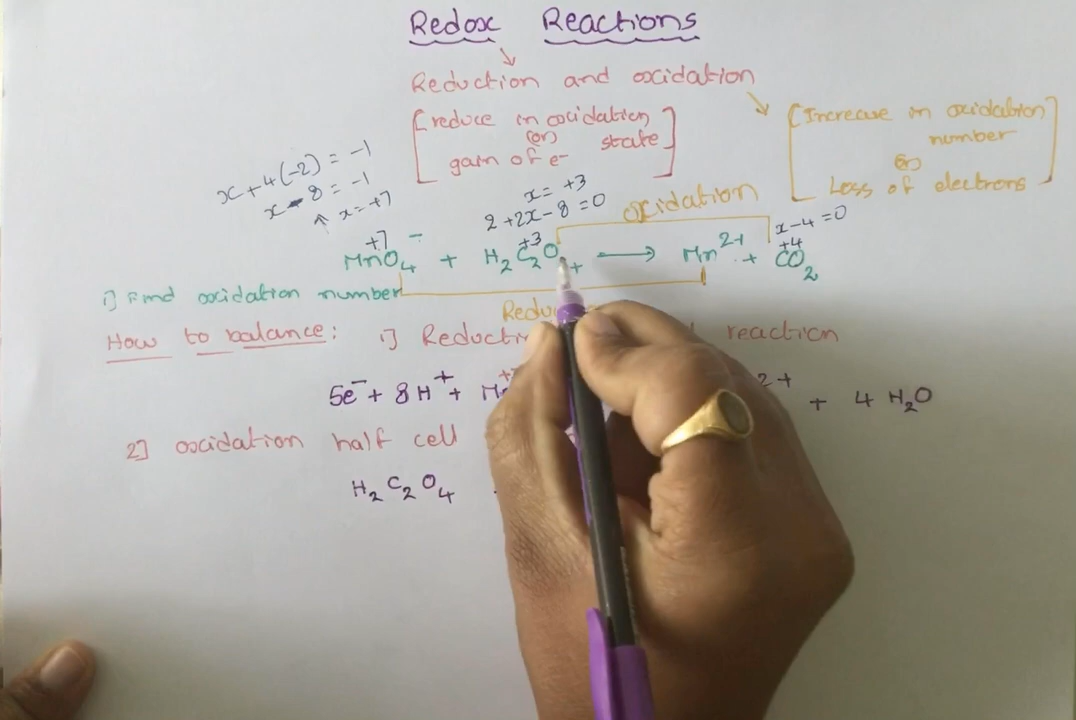 Redox Reactions
Reduction and oxidation
[reduce in oxidation state (or) gain of e-]
[Increase in oxidation number (or) Loss of electrons]
x+4(-2) = -1
x-8 = -1
x=+7
x= +3
2+2x-8=0
oxidation
x-4=0
+7 +3 +4
MnO4- + H2C2O4 → Mn2+ + CO2
1) Find oxidation number
How to balance: 1) reaction
5e- + 8H+ + 2+ + 4H2O
2] oxidation half cell
H2C2O4